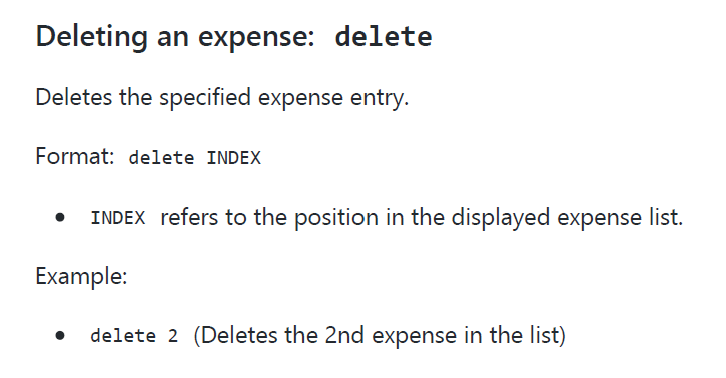 Deleting an expense: delete
Deletes the specified expense entry.
Format: delete INDEX
• INDEX refers to the position in the displayed expense list.
Example:
• delete 2 (Deletes the 2nd expense in the list)